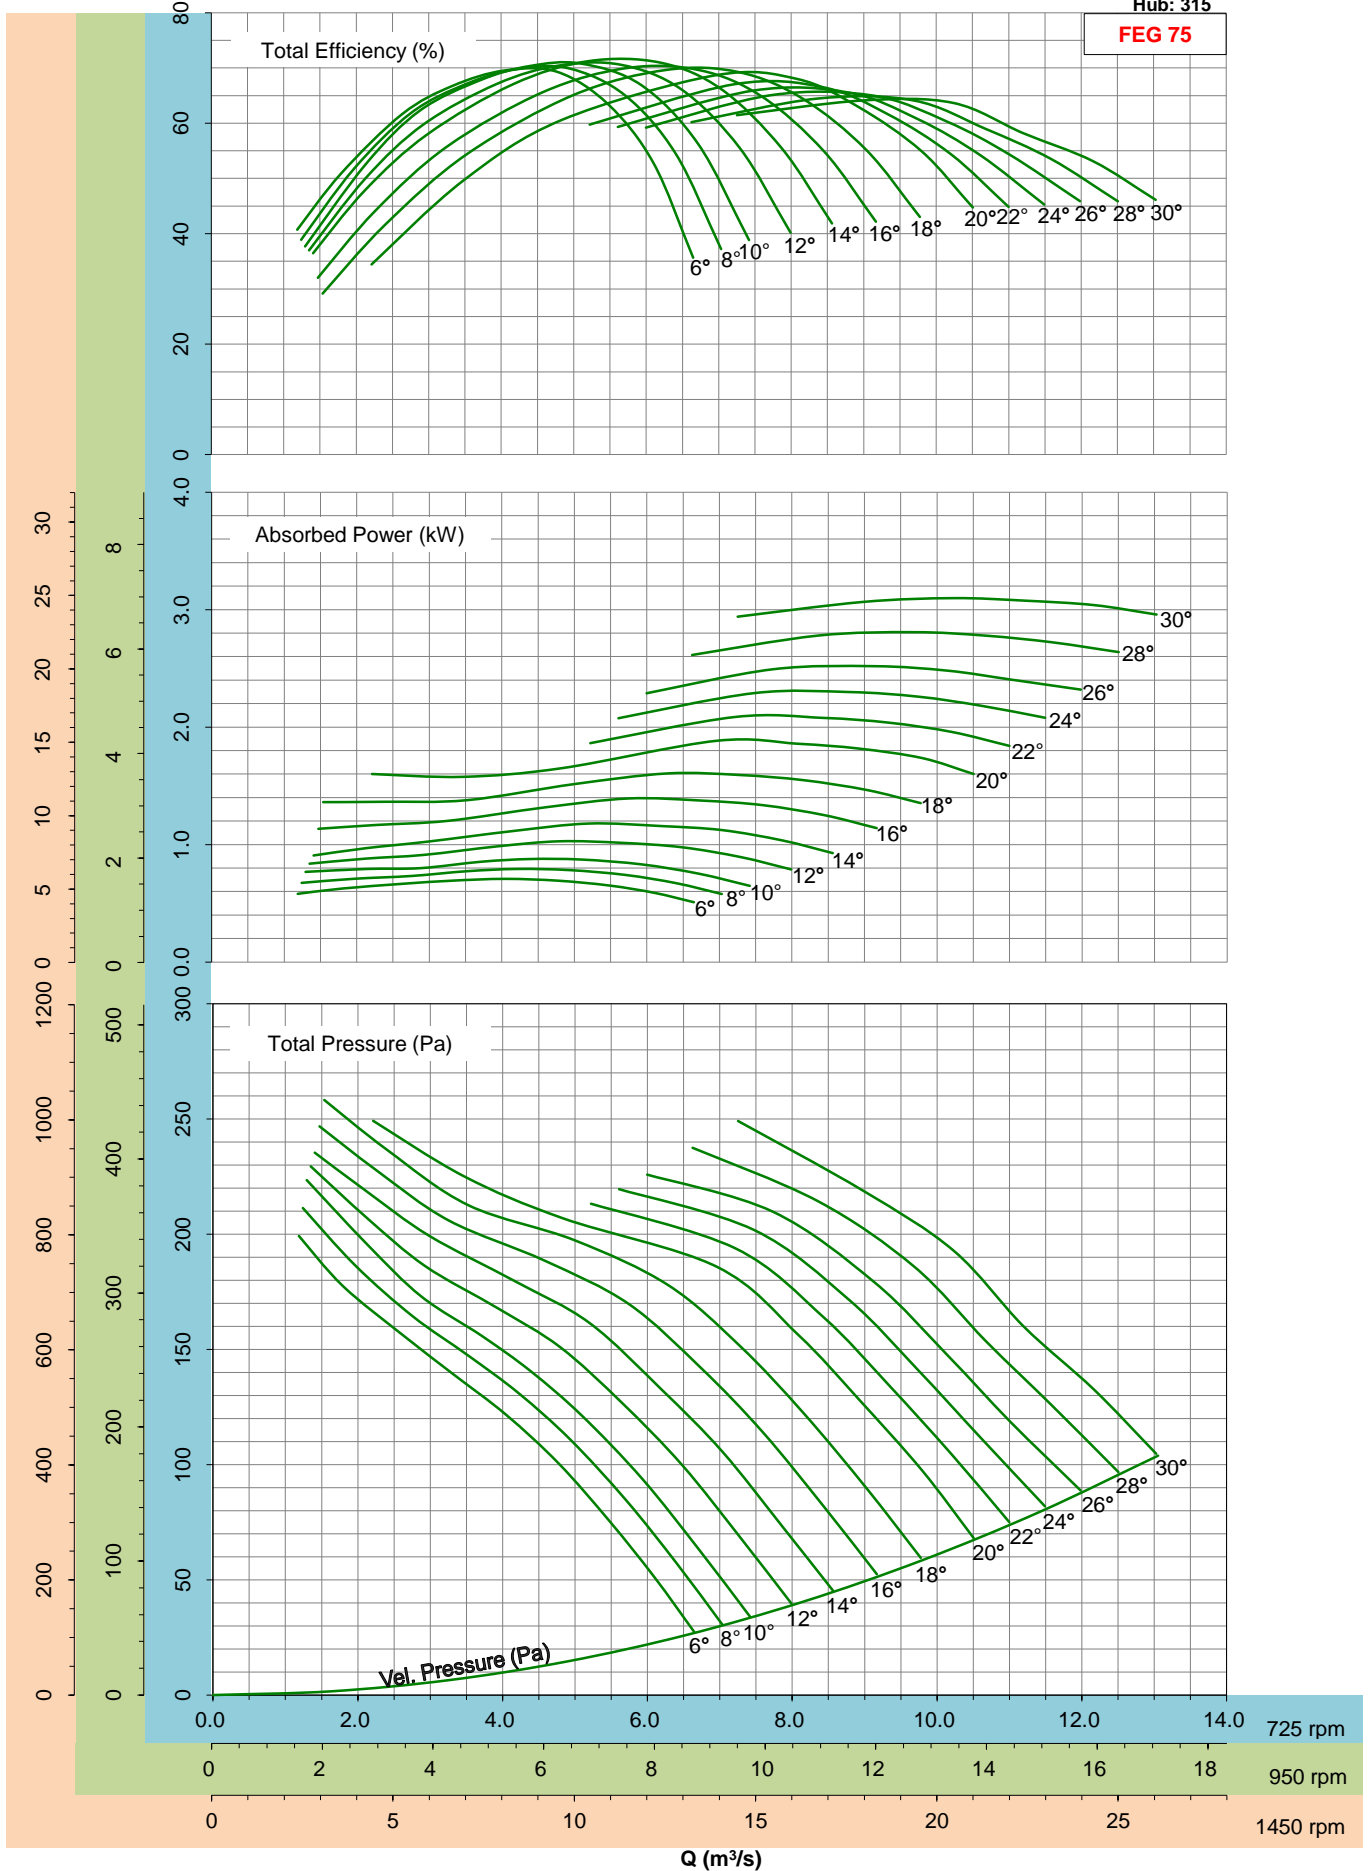 Hub: 315
FEG 75
Total Efficiency (%)
80
60
40
20
0
6° 8° 10° 12° 14° 16° 18° 20° 22° 24° 26° 28° 30°
Absorbed Power (kW)
30 25 20 15 10 5 0
8 6 4 2 0
4.0 3.0 2.0 1.0 0.0
30°
28°
26°
24°
22°
20°
18°
16°
14°
12°
10°
8°
6°
Total Pressure (Pa)
1200 1000 800 600 400 200 0
500 400 300 200 100 0
300 250 200 150 100 50 0
30°
28°
26°
24°
22°
20°
18°
16°
14°
12°
10°
8°
6°
Vel. Pressure (Pa)
0.0 2.0 4.0 6.0 8.0 10.0 12.0 14.0 725 rpm
0 2 4 6 8 10 12 14 16 18 950 rpm
0 5 10 15 20 25 1450 rpm
Q (m³/s)